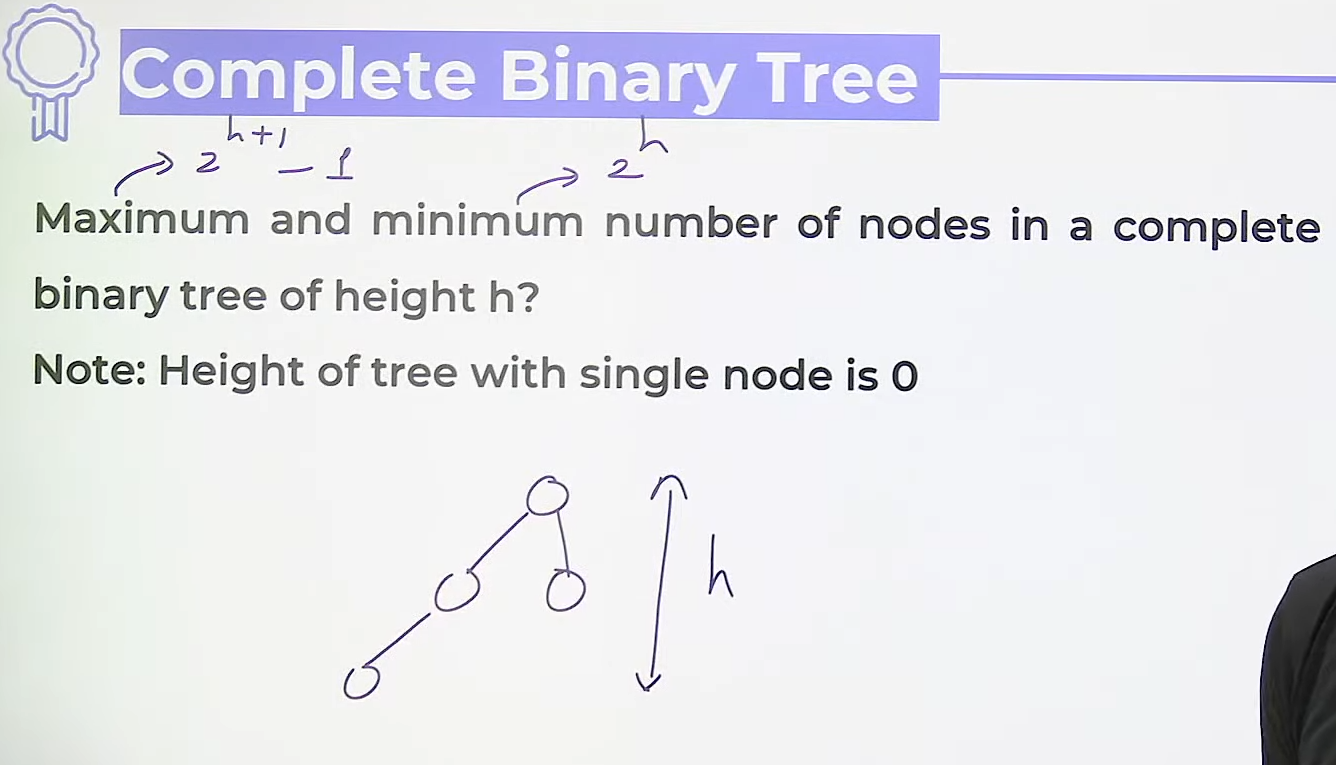 Complete Binary Tree
2^{h+1} - 1 2^h
Maximum and minimum number of nodes in a complete
binary tree of height h?
Note: Height of tree with single node is 0
h